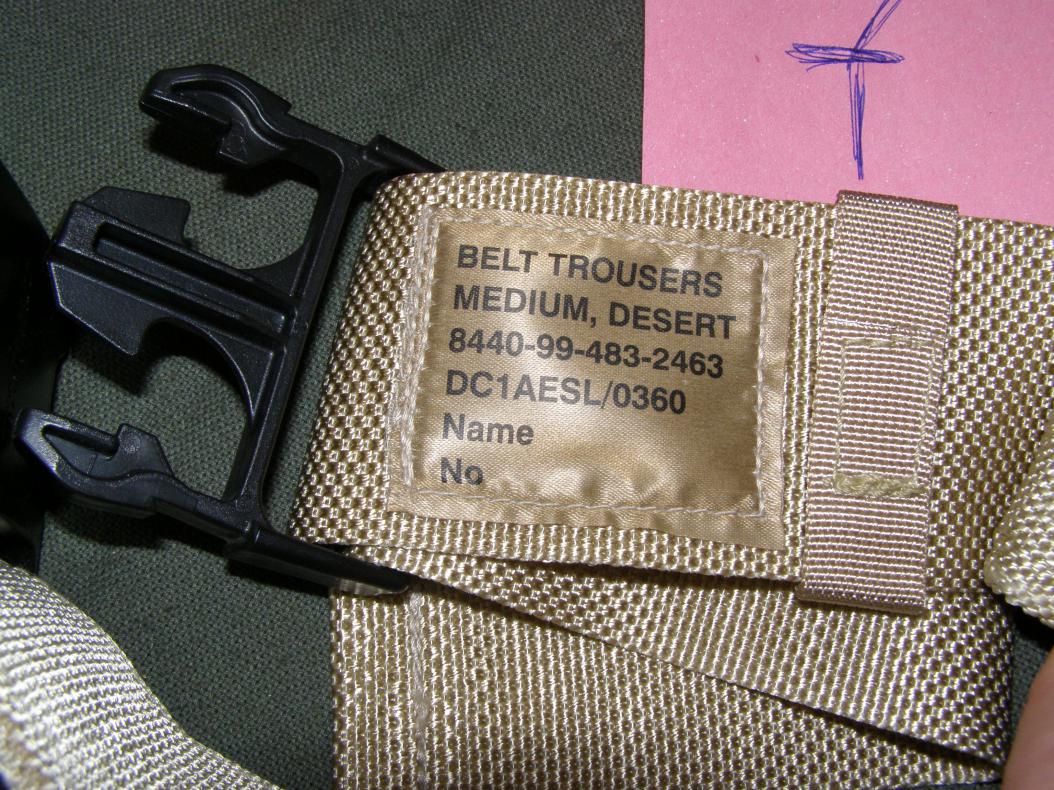 BELT TROUSERS
MEDIUM, DESERT
8440-99-483-2463
DC1AESL/0360
Name
No